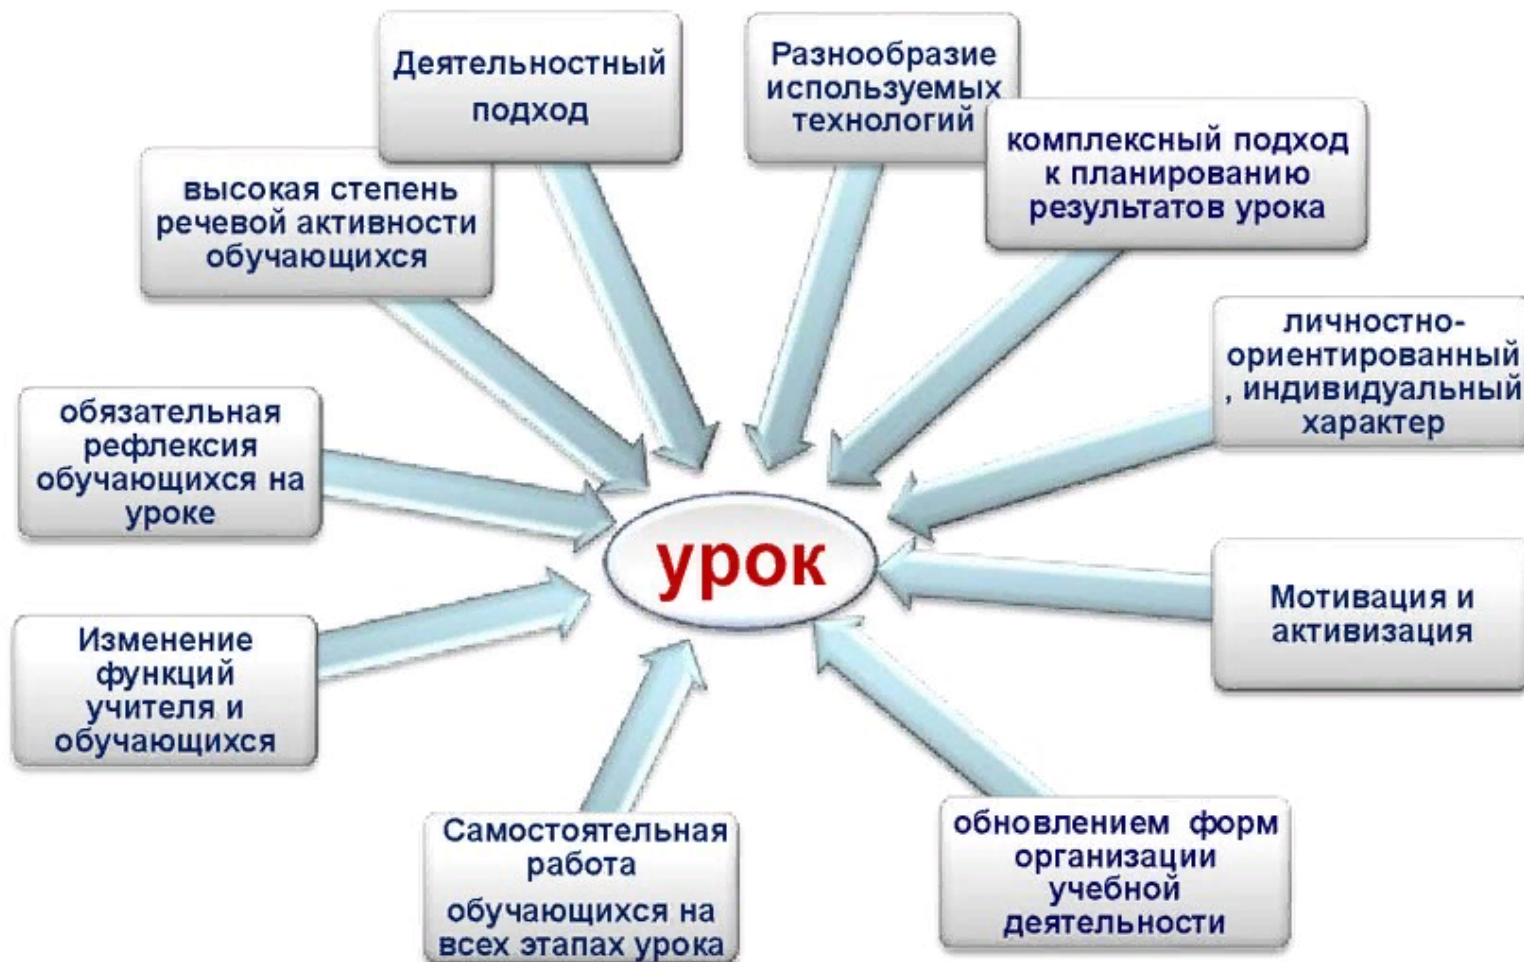 Деятельностный
подход
Разнообразие
используемых
технологий
комплексный подход
к планированию
результатов урока
высокая степень
речевой активности
обучающихся
личностно-
ориентированный
, индивидуальный
характер
обязательная
рефлексия
обучающихся на
уроке
урок
Мотивация и
активизация
Изменение
функций
учителя и
обучающихся
Самостоятельная
работа
обучающихся на
всех этапах урока
обновлением форм
организации
учебной
деятельности